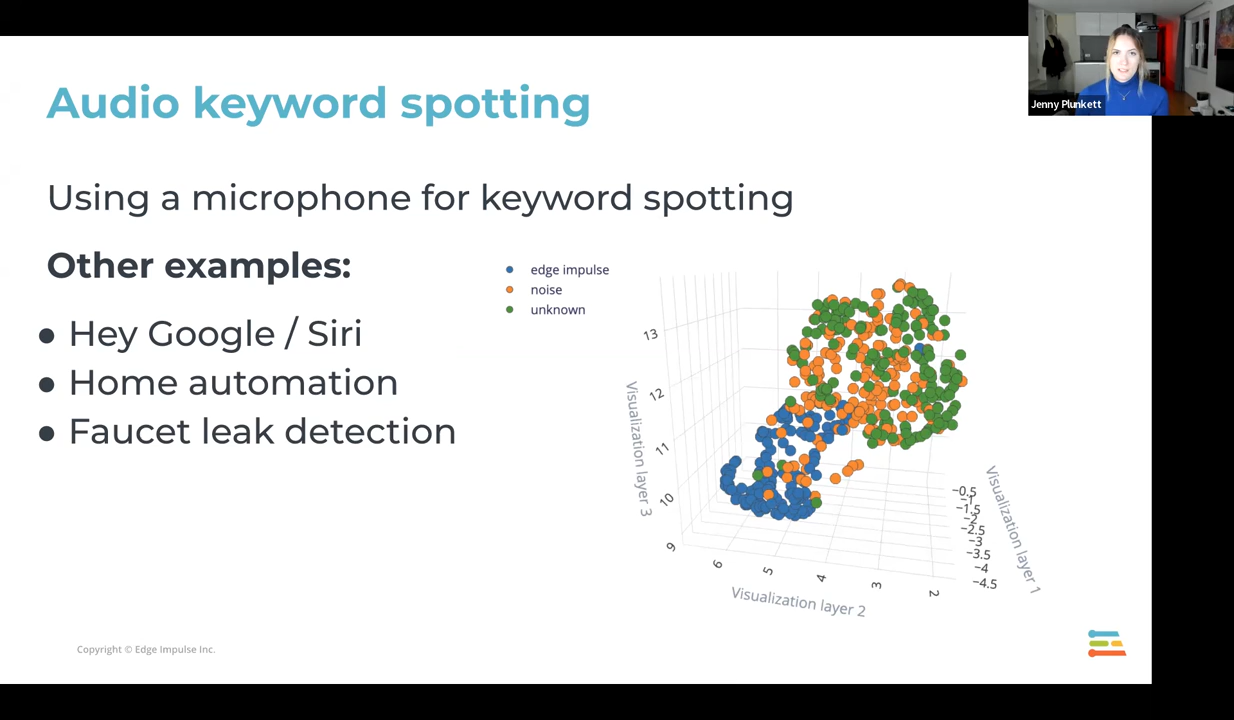 Audio keyword spotting
Jenny Plunkett
Using a microphone for keyword spotting
Other examples:
Hey Google / Siri
Home automation
Faucet leak detection
edge impulse
noise
unknown
13
12
11
10
9
Visualization layer 3
6
5
4
3
2
Visualization layer 2
−0.5
−1
−1.5
−2
−2.5
−3
−3.5
−4
−4.5
Visualization layer 1
Copyright © Edge Impulse Inc.